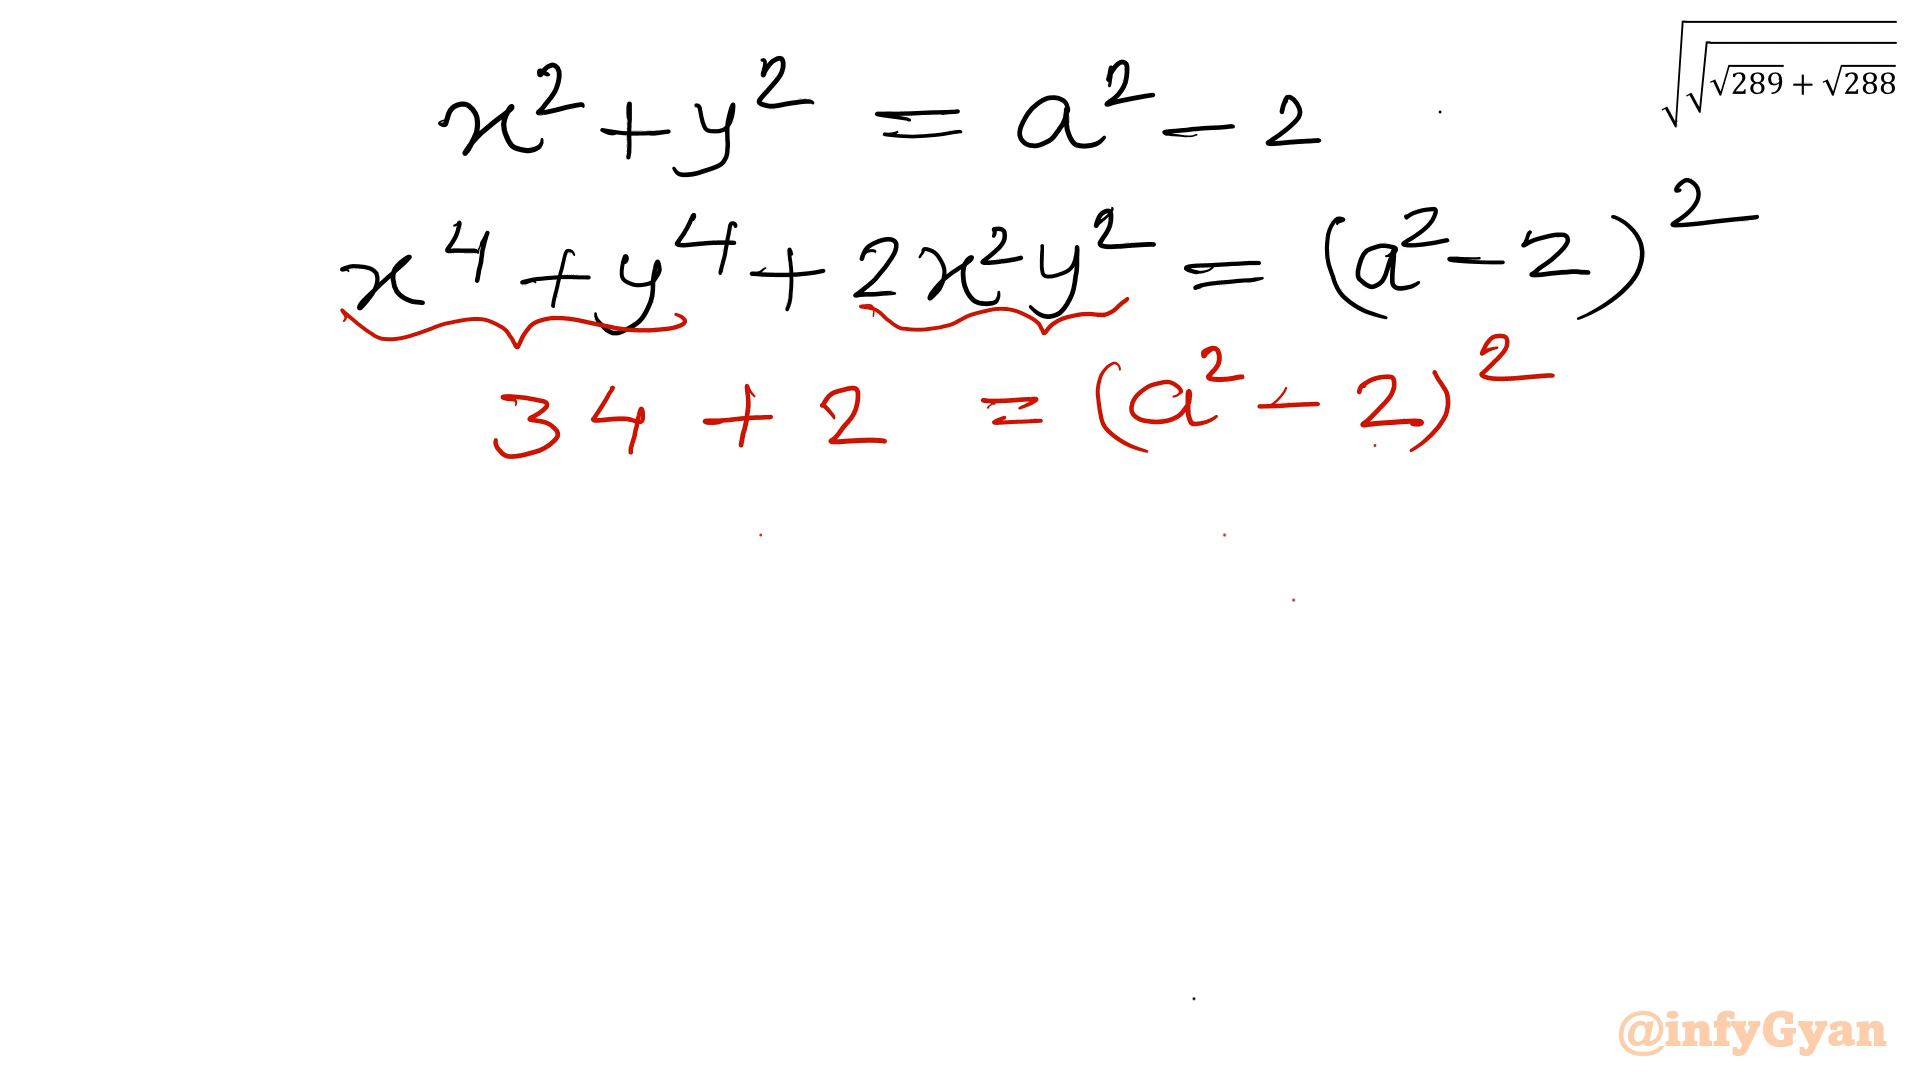 x² + y² = a² − 2
√√(√289 + √288)
x⁴ + y⁴ + 2x²y² = (a² − 2)²
34 + 2 = (a² − 2)²
@infyGyan